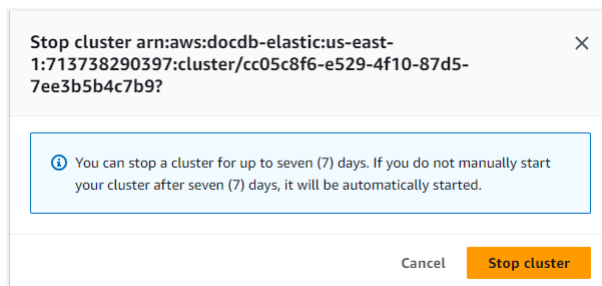 Stop cluster arn:aws:docdb-elastic:us-east-
1:713738290397:cluster/cc05c8f6-e529-4f10-87d5-
7ee3b5b4c7b9?
You can stop a cluster for up to seven (7) days. If you do not manually start
your cluster after seven (7) days, it will be automatically started.
Cancel Stop cluster